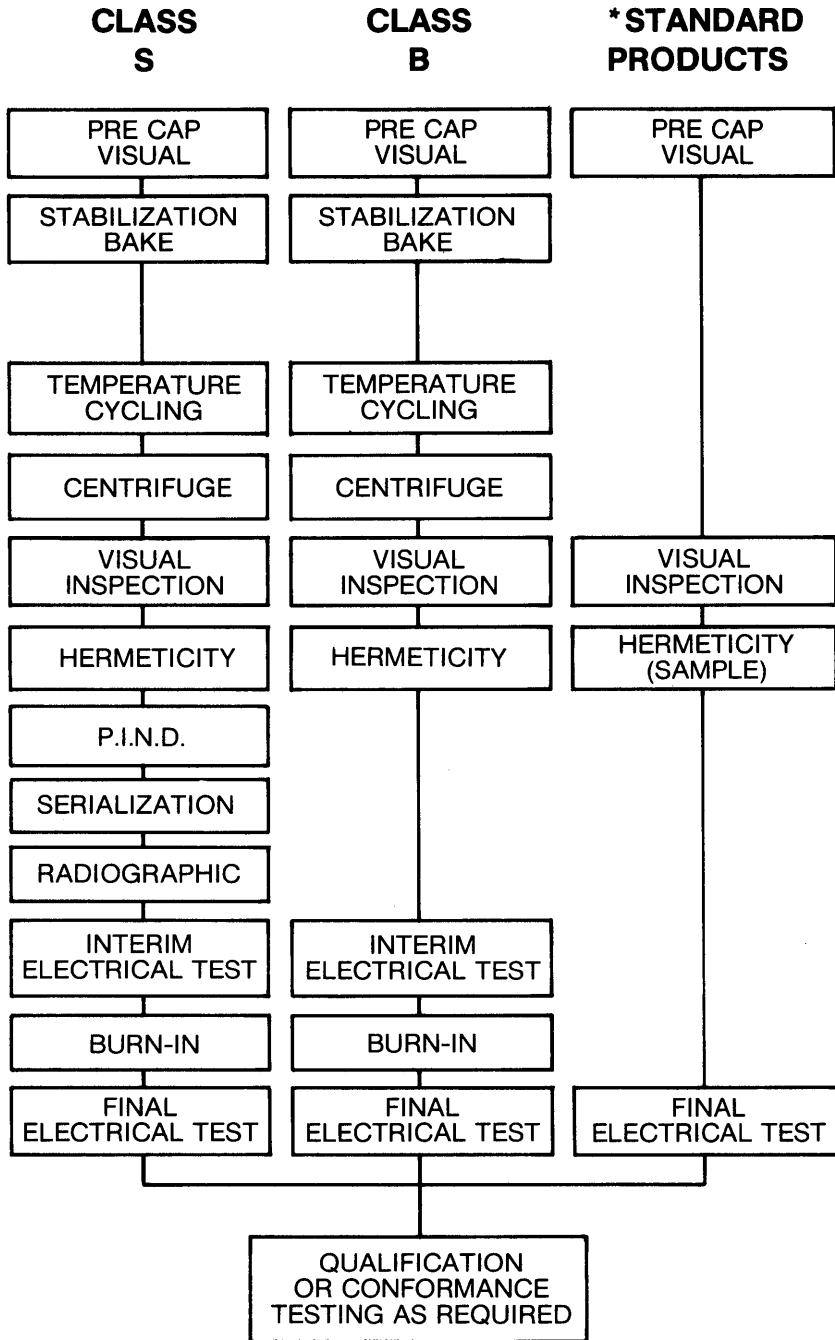 CLASS
S
CLASS
B
*STANDARD
PRODUCTS
PRE CAP
VISUAL
STABILIZATION
BAKE
TEMPERATURE
CYCLING
CENTRIFUGE
VISUAL
INSPECTION
HERMETICITY
P.I.N.D.
SERIALIZATION
RADIOGRAPHIC
INTERIM
ELECTRICAL TEST
BURN-IN
FINAL
ELECTRICAL TEST
PRE CAP
VISUAL
STABILIZATION
BAKE
TEMPERATURE
CYCLING
CENTRIFUGE
VISUAL
INSPECTION
HERMETICITY
INTERIM
ELECTRICAL TEST
BURN-IN
FINAL
ELECTRICAL TEST
PRE CAP
VISUAL
VISUAL
INSPECTION
HERMETICITY
(SAMPLE)
FINAL
ELECTRICAL TEST
QUALIFICATION
OR CONFORMANCE
TESTING AS REQUIRED